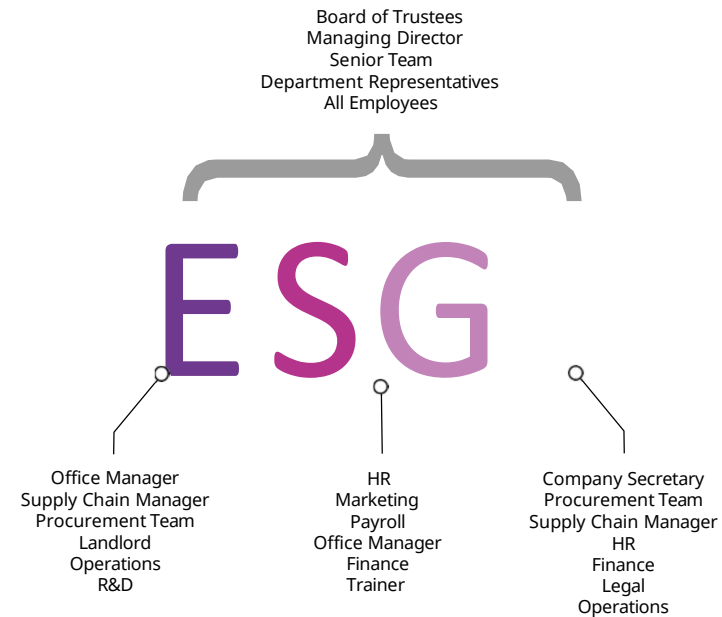 Board of Trustees
Managing Director
Senior Team
Department Representatives
All Employees
ESG
Office Manager
Supply Chain Manager
Procurement Team
Landlord
Operations
R&D
HR
Marketing
Payroll
Office Manager
Finance
Trainer
Company Secretary
Procurement Team
Supply Chain Manager
HR
Finance
Legal
Operations